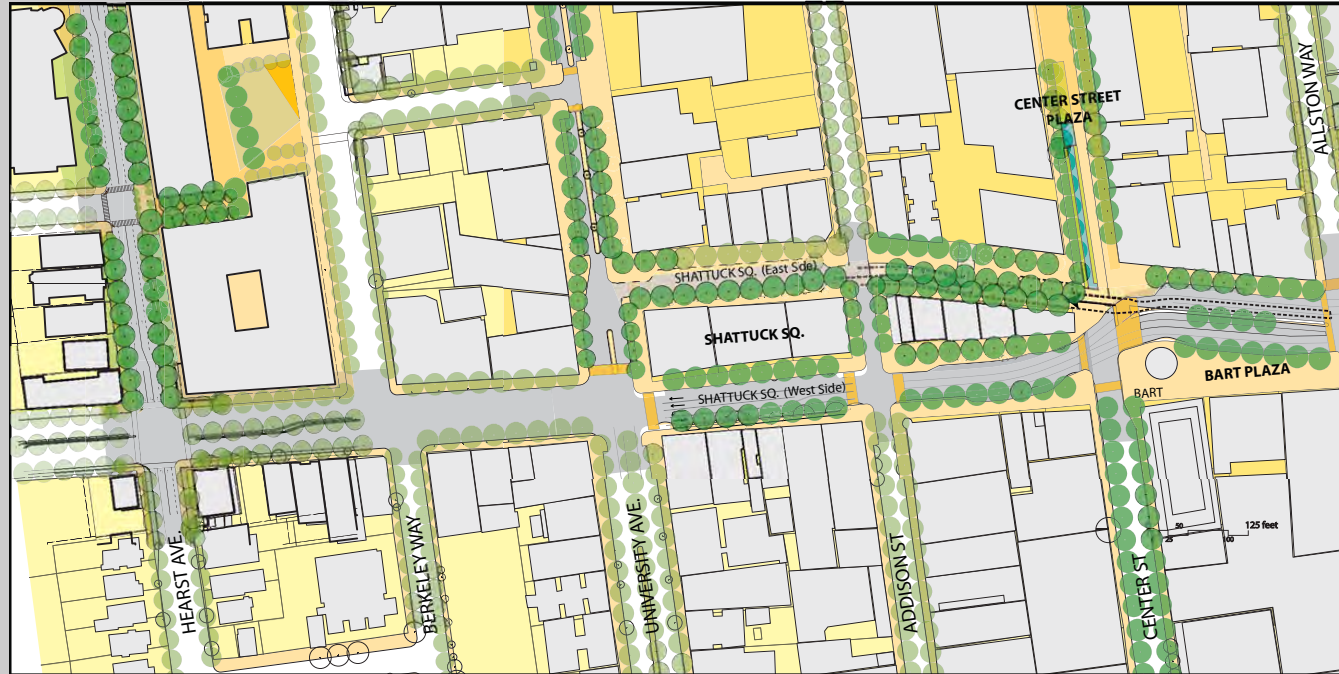 CENTER STREET
PLAZA
ALLSTON WAY
SHATTUCK SQ. (East Side)
SHATTUCK SQ.
SHATTUCK SQ. (West Side)
BART PLAZA
BART
HEARST AVE.
BERKELEY WAY
UNIVERSITY AVE.
ADDISON ST
CENTER ST
50
125 feet
25
100